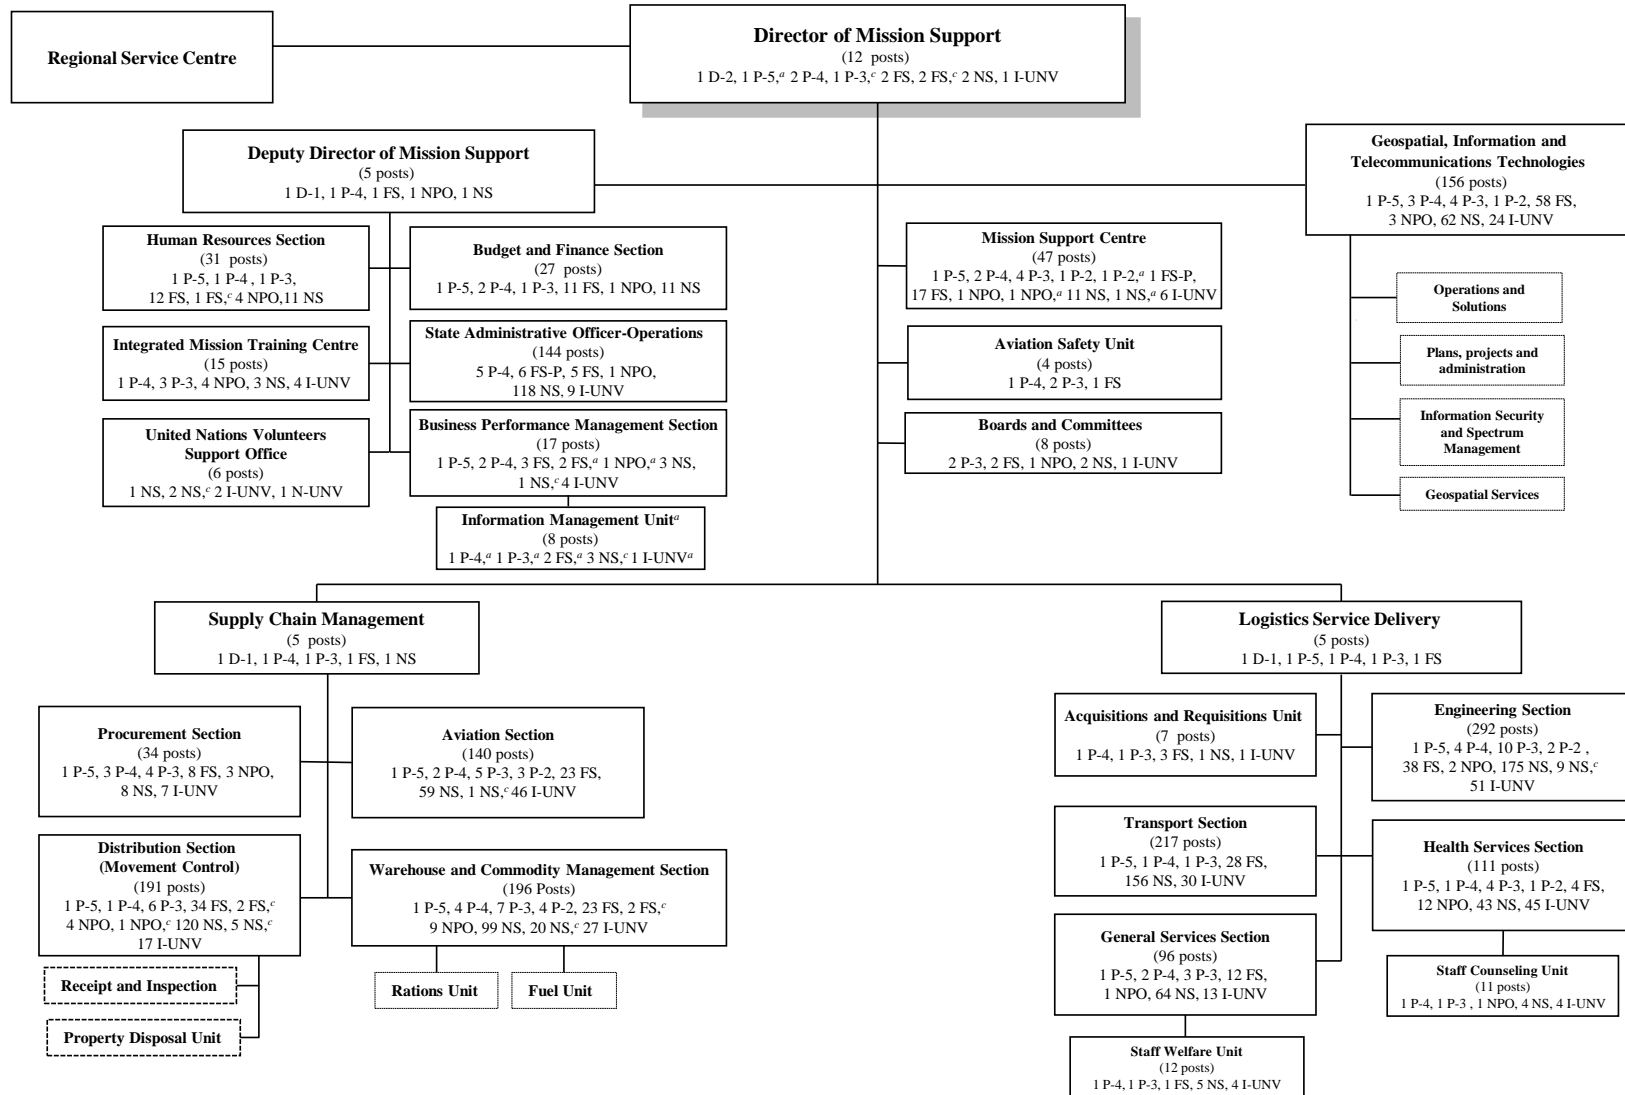 Regional Service Centre
Director of Mission Support
(12 posts)
1 D-2, 1 P-5,ᵃ 2 P-4, 1 P-3,ᶜ 2 FS, 2 FS,ᶜ 2 NS, 1 I-UNV
Deputy Director of Mission Support
(5 posts)
1 D-1, 1 P-4, 1 FS, 1 NPO, 1 NS
Geospatial, Information and
Telecommunications Technologies
(156 posts)
1 P-5, 3 P-4, 4 P-3, 1 P-2, 58 FS,
3 NPO, 62 NS, 24 I-UNV
Human Resources Section
(31 posts)
1 P-5, 1 P-4 , 1 P-3,
12 FS, 1 FS,ᶜ 4 NPO,11 NS
Budget and Finance Section
(27 posts)
1 P-5, 2 P-4, 1 P-3, 11 FS, 1 NPO, 11 NS
Mission Support Centre
(47 posts)
1 P-5, 2 P-4, 4 P-3, 1 P-2, 1 P-2,ᵃ 1 FS-P,
17 FS, 1 NPO, 1 NPO,ᵃ 11 NS, 1 NS,ᵃ 6 I-UNV
Operations and
Solutions
Integrated Mission Training Centre
(15 posts)
1 P-4, 3 P-3, 4 NPO, 3 NS, 4 I-UNV
State Administrative Officer-Operations
(144 posts)
5 P-4, 6 FS-P, 5 FS, 1 NPO,
118 NS, 9 I-UNV
Aviation Safety Unit
(4 posts)
1 P-4, 2 P-3, 1 FS
Plans, projects and
administration
United Nations Volunteers
Support Office
(6 posts)
1 NS, 2 NS,ᶜ 2 I-UNV, 1 N-UNV
Business Performance Management Section
(17 posts)
1 P-5, 2 P-4, 3 FS, 2 FS,ᵃ 1 NPO,ᵃ 3 NS,
1 NS,ᶜ 4 I-UNV
Boards and Committees
(8 posts)
2 P-3, 2 FS, 1 NPO, 2 NS, 1 I-UNV
Information Security
and Spectrum
Management
Geospatial Services
Information Management Unitᵃ
(8 posts)
1 P-4,ᵃ 1 P-3,ᵃ 2 FS,ᵃ 3 NS,ᶜ 1 I-UNVᵃ
Supply Chain Management
(5 posts)
1 D-1, 1 P-4, 1 P-3, 1 FS, 1 NS
Logistics Service Delivery
(5 posts)
1 D-1, 1 P-5, 1 P-4, 1 P-3, 1 FS
Procurement Section
(34 posts)
1 P-5, 3 P-4, 4 P-3, 8 FS, 3 NPO,
8 NS, 7 I-UNV
Aviation Section
(140 posts)
1 P-5, 2 P-4, 5 P-3, 3 P-2, 23 FS,
59 NS, 1 NS,ᶜ 46 I-UNV
Acquisitions and Requisitions Unit
(7 posts)
1 P-4, 1 P-3, 3 FS, 1 NS, 1 I-UNV
Engineering Section
(292 posts)
1 P-5, 4 P-4, 10 P-3, 2 P-2 ,
38 FS, 2 NPO, 175 NS, 9 NS,ᶜ
51 I-UNV
Distribution Section
(Movement Control)
(191 posts)
1 P-5, 1 P-4, 6 P-3, 34 FS, 2 FS,ᶜ
4 NPO, 1 NPO,ᶜ 120 NS, 5 NS,ᶜ
17 I-UNV
Warehouse and Commodity Management Section
(196 Posts)
1 P-5, 4 P-4, 7 P-3, 4 P-2, 23 FS, 2 FS,ᶜ
9 NPO, 99 NS, 20 NS,ᶜ 27 I-UNV
Transport Section
(217 posts)
1 P-5, 1 P-4, 1 P-3, 28 FS,
156 NS, 30 I-UNV
Health Services Section
(111 posts)
1 P-5, 1 P-4, 4 P-3, 1 P-2, 4 FS,
12 NPO, 43 NS, 45 I-UNV
Receipt and Inspection
Property Disposal Unit
Rations Unit
Fuel Unit
General Services Section
(96 posts)
1 P-5, 2 P-4, 3 P-3, 12 FS,
1 NPO, 64 NS, 13 I-UNV
Staff Counseling Unit
(11 posts)
1 P-4, 1 P-3 , 1 NPO, 4 NS, 4 I-UNV
Staff Welfare Unit
(12 posts)
1 P-4, 1 P-3, 1 FS, 5 NS, 4 I-UNV